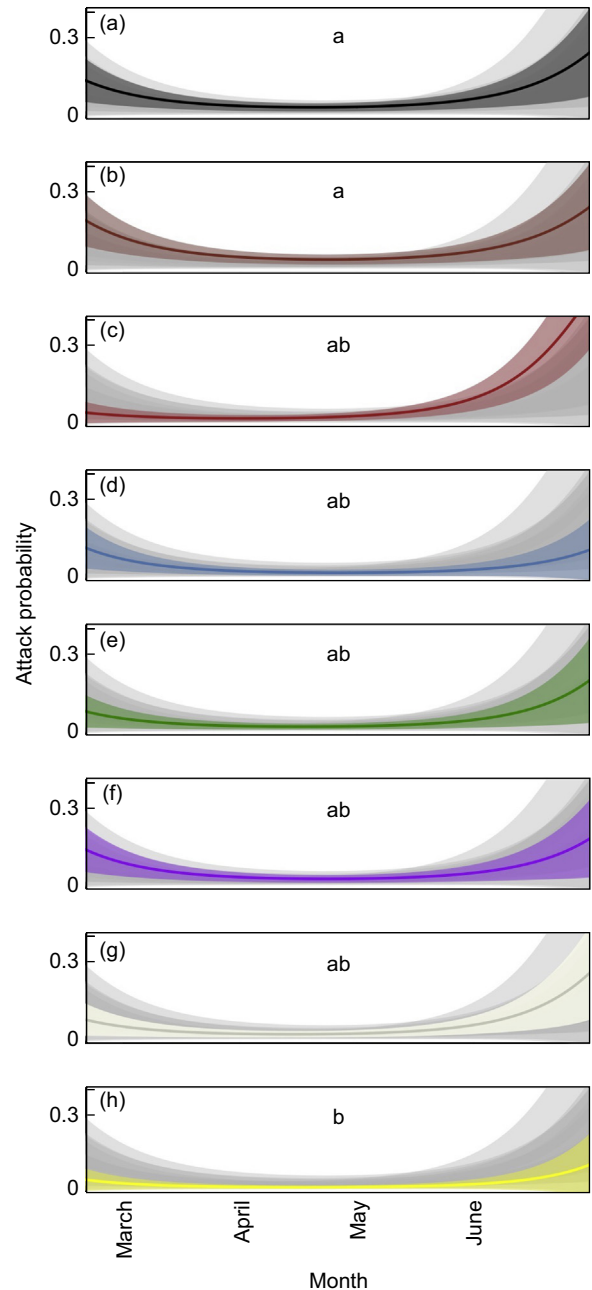 (a)
a
0.3
0
(b)
a
0.3
0
(c)
ab
0.3
0
(d)
ab
0.3
0
(e)
ab
0.3
0
(f)
ab
0.3
0
(g)
ab
0.3
0
(h)
b
0.3
0
Attack probability
March
April
May
June
Month